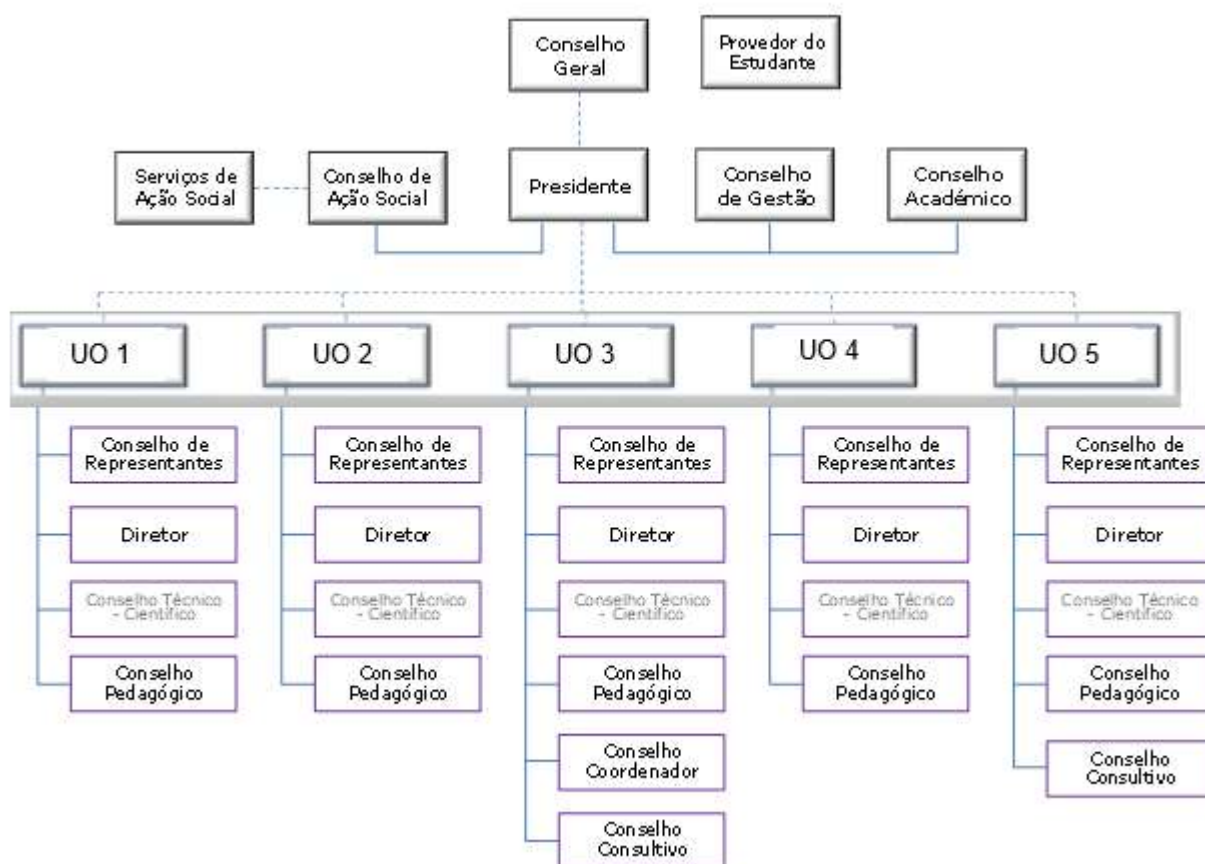 Conselho
Geral
Provedor do
Estudante
Serviços de
Ação Social
Conselho de
Ação Social
Presidente
Conselho
de Gestão
Conselho
Académico
UO 1
UO 2
UO 3
UO 4
UO 5
Conselho de
Representantes
Diretor
Conselho Técnico
- Científico
Conselho
Pedagógico
Conselho de
Representantes
Diretor
Conselho Técnico
- Científico
Conselho
Pedagógico
Conselho de
Representantes
Diretor
Conselho Técnico
- Científico
Conselho
Pedagógico
Conselho
Coordenador
Conselho
Consultivo
Conselho de
Representantes
Diretor
Conselho Técnico
- Científico
Conselho
Pedagógico
Conselho de
Representantes
Diretor
Conselho Técnico
- Científico
Conselho
Pedagógico
Conselho
Consultivo